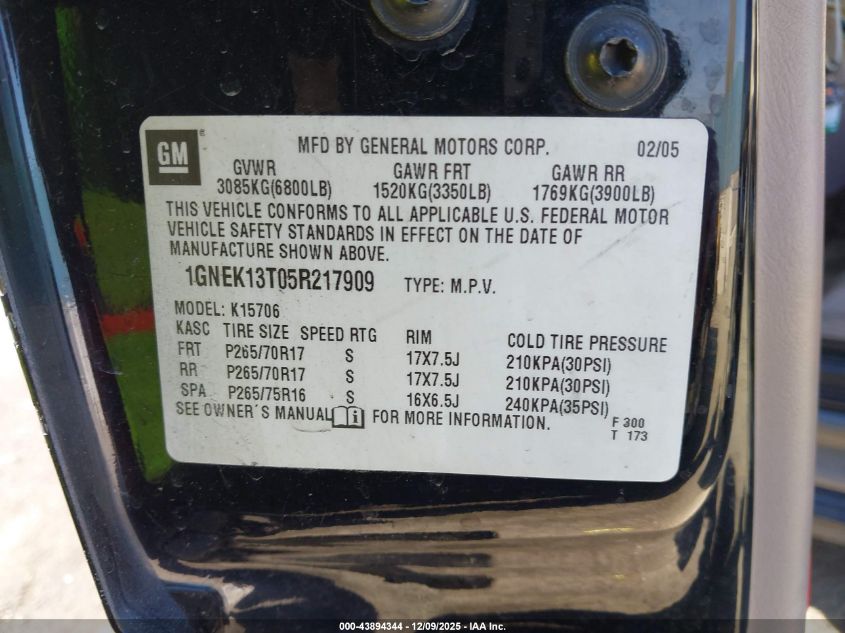 GM ®
MFD BY GENERAL MOTORS CORP. 02/05
GVWR GAWR FRT GAWR RR
3085KG(6800LB) 1520KG(3350LB) 1769KG(3900LB)
THIS VEHICLE CONFORMS TO ALL APPLICABLE U.S. FEDERAL MOTOR
VEHICLE SAFETY STANDARDS IN EFFECT ON THE DATE OF
MANUFACTURE SHOWN ABOVE.
1GNEK13T05R217909 TYPE: M.P.V.
MODEL: K15706
KASC TIRE SIZE SPEED RTG RIM COLD TIRE PRESSURE
FRT P265/70R17 S 17X7.5J 210KPA(30PSI)
RR P265/70R17 S 17X7.5J 210KPA(30PSI)
SPA P265/75R16 S 16X6.5J 240KPA(35PSI)
SEE OWNER'S MANUAL i FOR MORE INFORMATION.
F 300
T 173
000-43894344 - 12/09/2025 - IAA Inc.